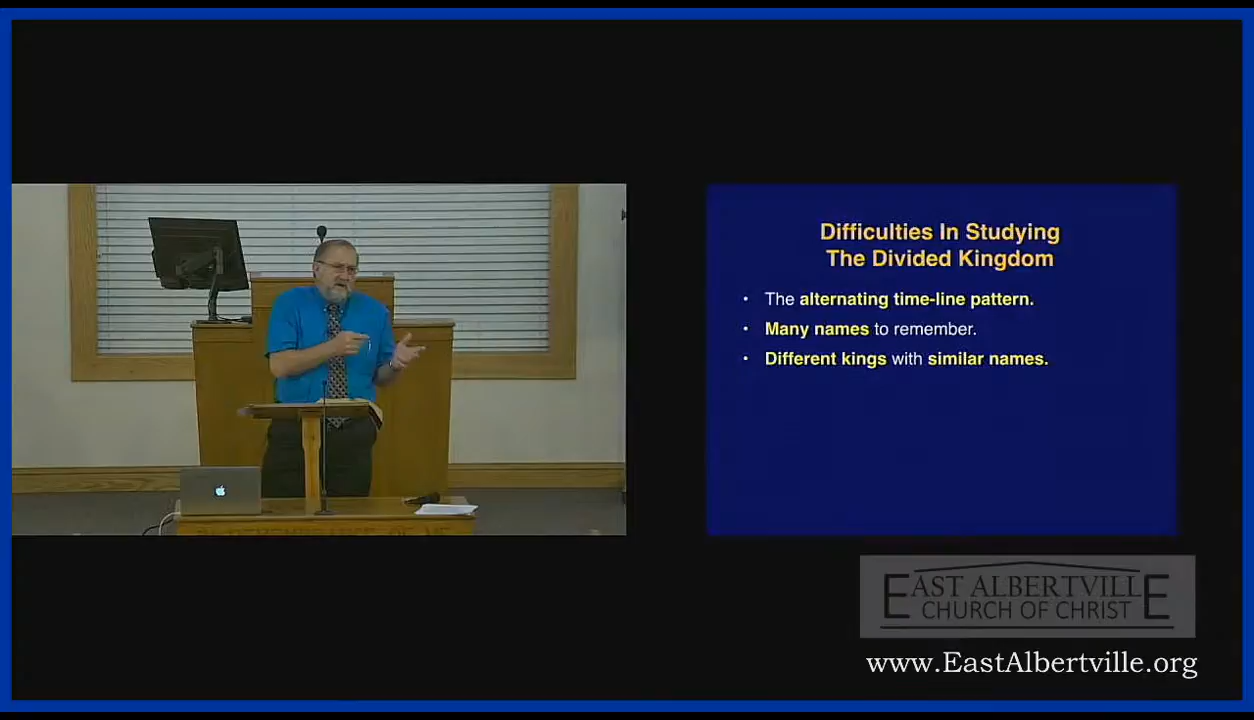 Difficulties In Studying
The Divided Kingdom
• The alternating time-line pattern.
• Many names to remember.
• Different kings with similar names.
EAST ALBERTVILLE
CHURCH OF CHRIST
www.EastAlbertville.org